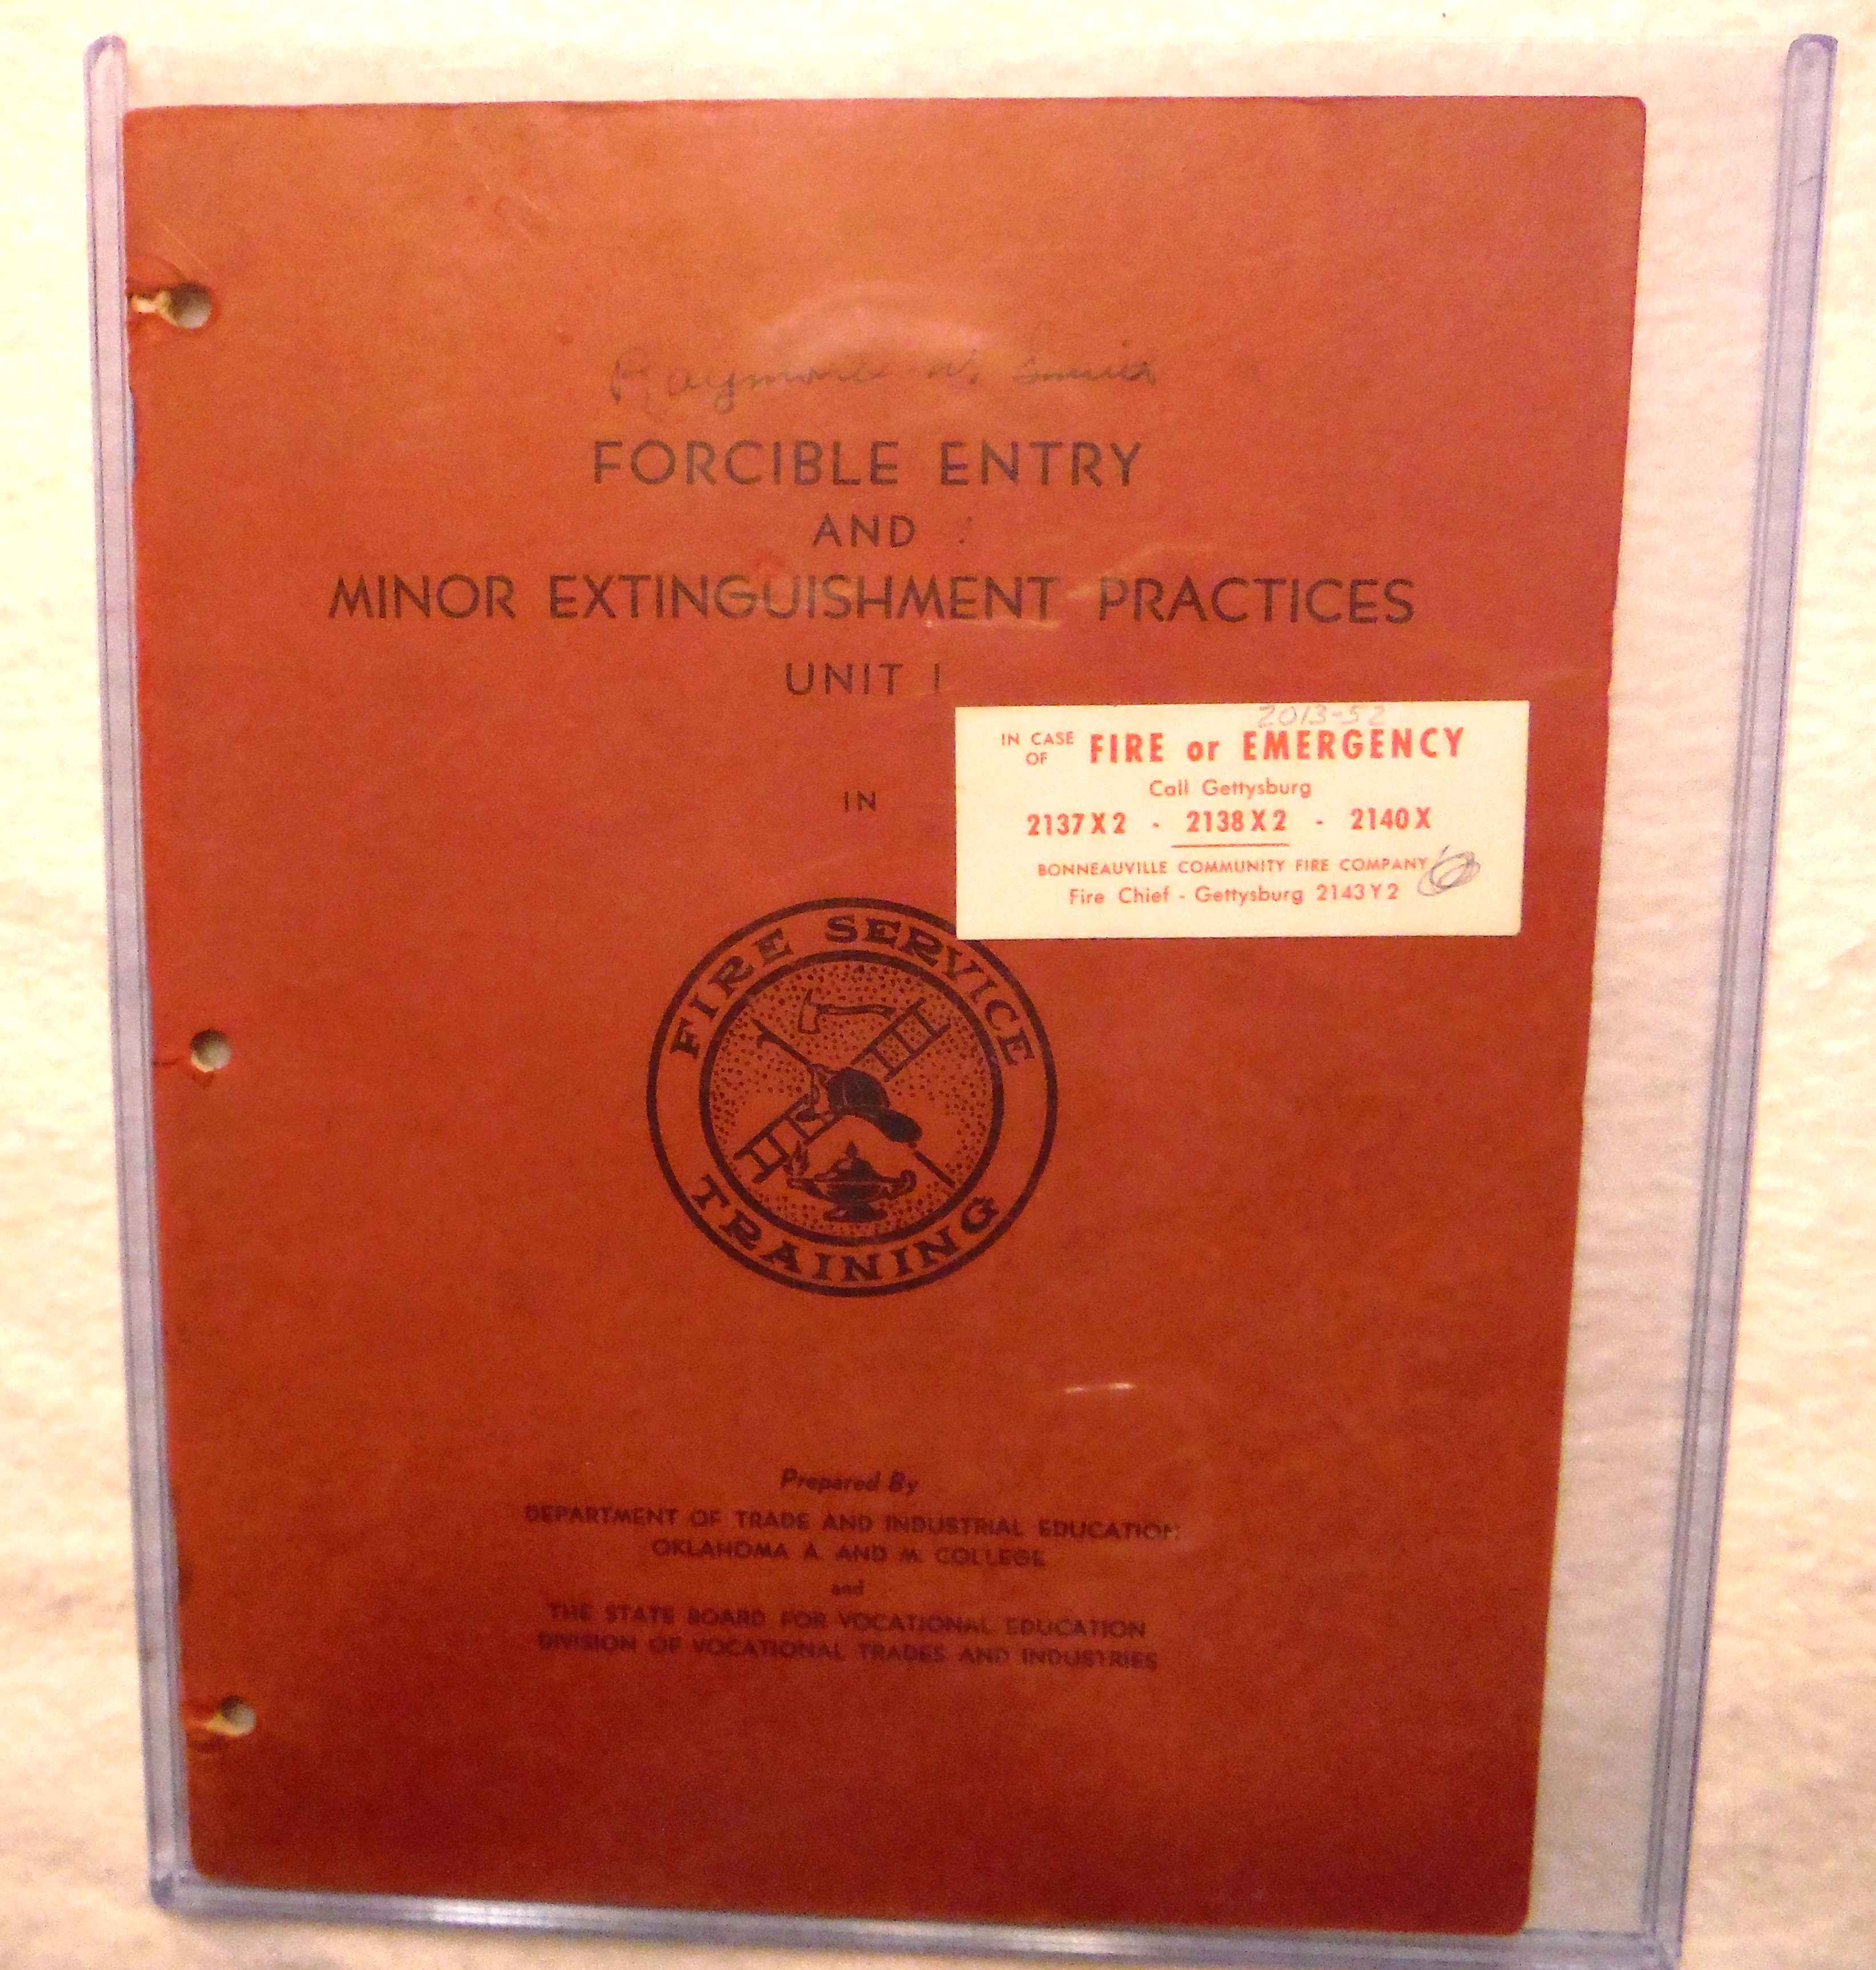 Raymond W.
FORCIBLE ENTRY
AND
MINOR EXTINGUISHMENT PRACTICES
UNIT I
2013-52
IN CASE OF FIRE or EMERGENCY
Call Gettysburg
2137X2 - 2138X2 - 2140X
BONNEAUVILLE COMMUNITY FIRE COMPANY
Fire Chief - Gettysburg 2143Y2
IN
FIRE SERVICE
TRAINING
Prepared By
DEPARTMENT OF TRADE AND INDUSTRIAL EDUCATION
OKLAHOMA A. AND M. COLLEGE
and
THE STATE BOARD FOR VOCATIONAL EDUCATION
DIVISION OF VOCATIONAL TRADES AND INDUSTRIES